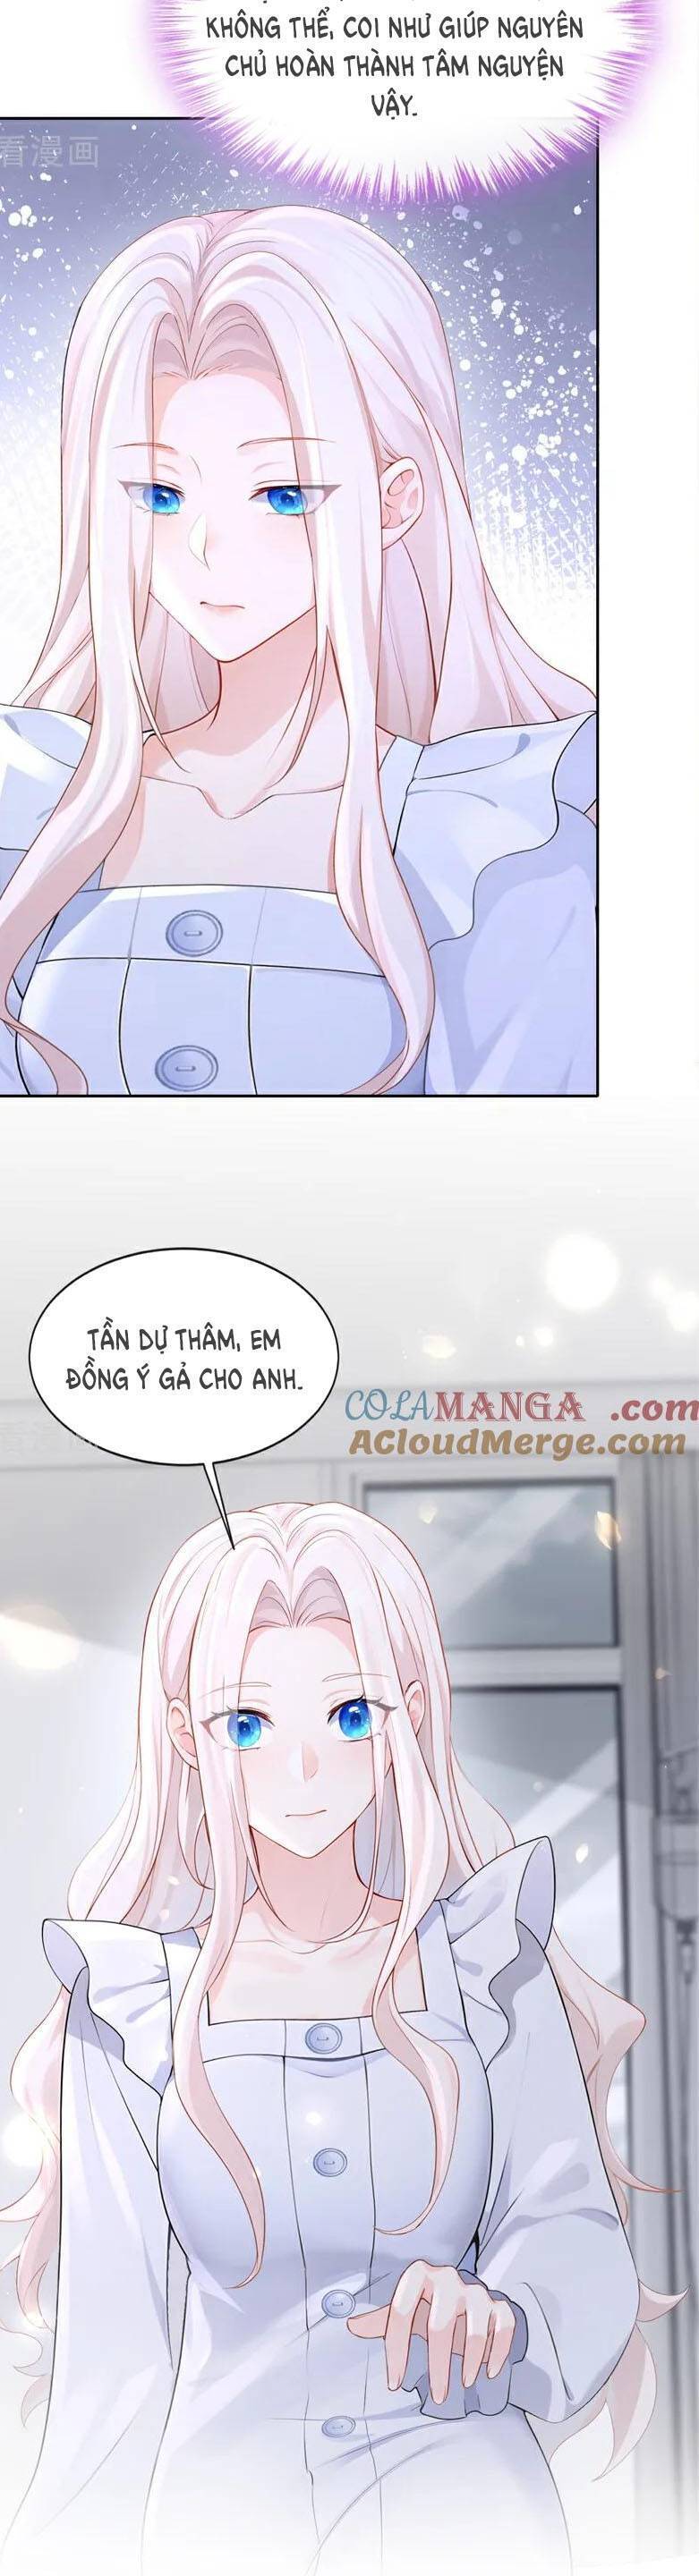 KHÔNG THỂ, COI NHƯ GIÚP NGUYÊN
CHỦ HOÀN THÀNH TÂM NGUYỆN
VẬY.
看漫画
TẦN DỰ THÂM, EM
ĐỒNG Ý GẢ CHO ANH.
COLAMANGA.com
ACloudMerge.com